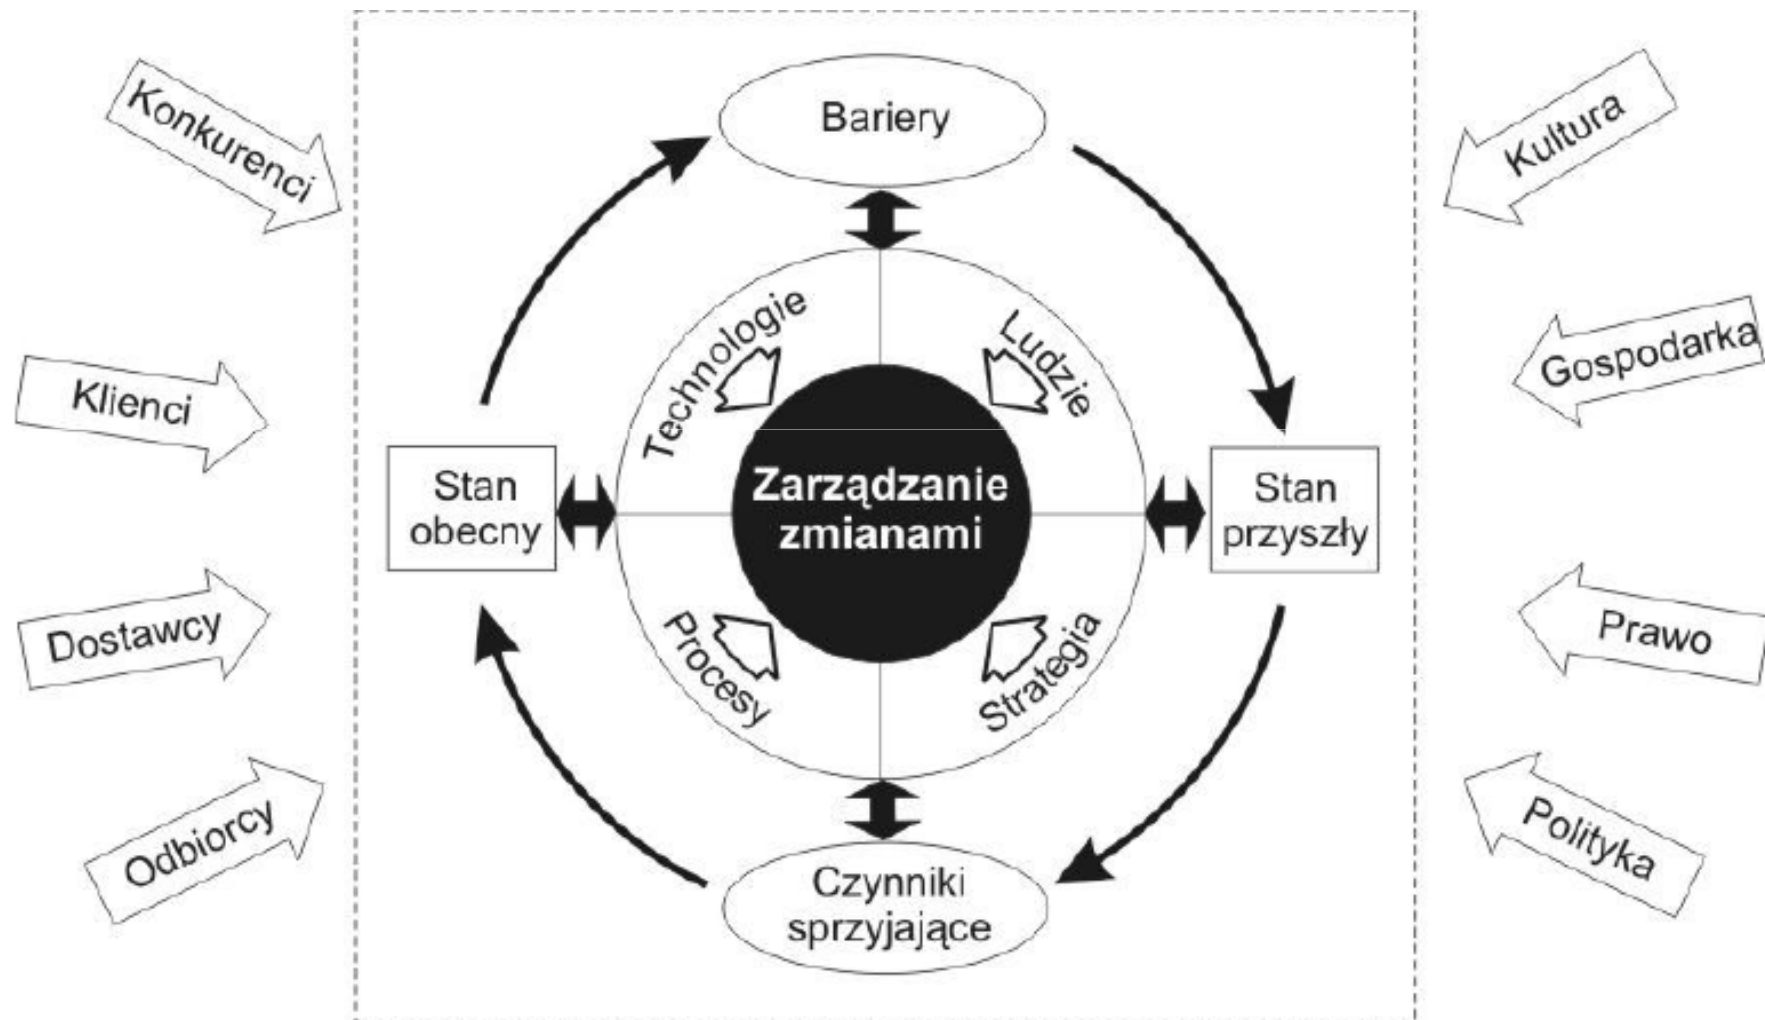 Konkurenci
Klienci
Dostawcy
Odbiorcy
Bariery
Technologie
Ludzie
Stan
obecny
Zarządzanie
zmianami
Stan
przyszły
Procesy
Strategia
Czynniki
sprzyjające
Kultura
Gospodarka
Prawo
Polityka